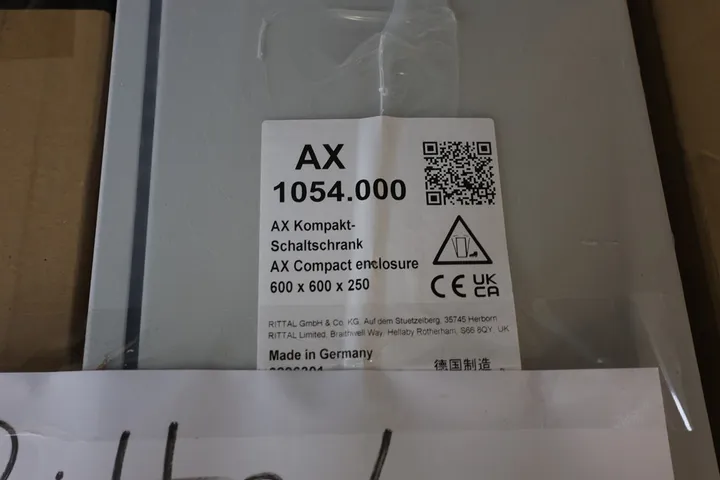 AX
1054.000
AX Kompakt-
Schaltschrank
AX Compact enclosure
600 x 600 x 250
CE UK
CA
RITTAL GmbH & Co. KG, Auf dem Stuetzelberg, 35745 Herborn
RITTAL Limited, Braithwell Way, Hellaby Rotherham, S66 8QY, UK
Made in Germany 德国制造